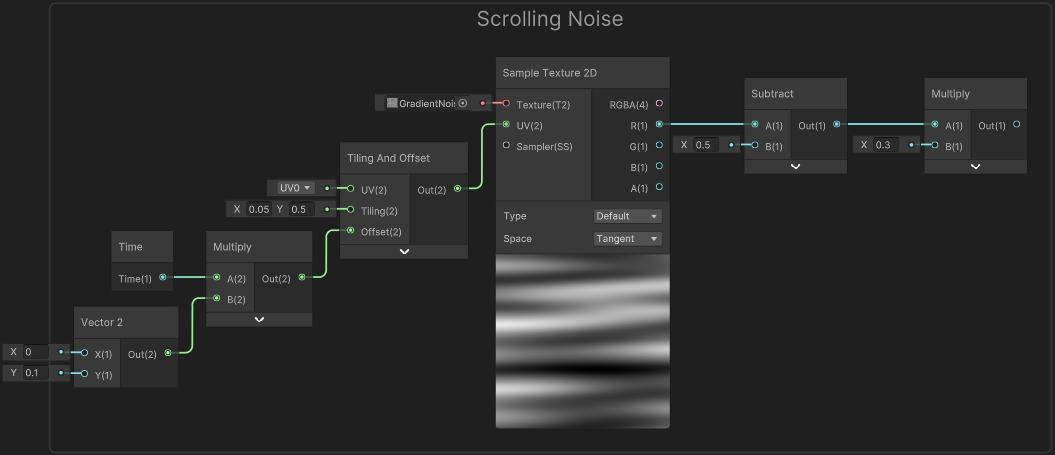 Scrolling Noise
Sample Texture 2D
GradientNois
Texture(T2)
RGBA(4)
UV(2)
R(1)
Sampler(SS)
G(1)
B(1)
A(1)
Type
Default
Space
Tangent
Subtract
A(1)
Out(1)
X 0.5
B(1)
Multiply
A(1)
Out(1)
X 0.3
B(1)
Tiling And Offset
UV0
UV(2)
Out(2)
X 0.05 Y 0.5
Tiling(2)
Offset(2)
Time
Time(1)
Multiply
A(2)
Out(2)
B(2)
Vector 2
X 0
X(1)
Out(2)
Y 0.1
Y(1)